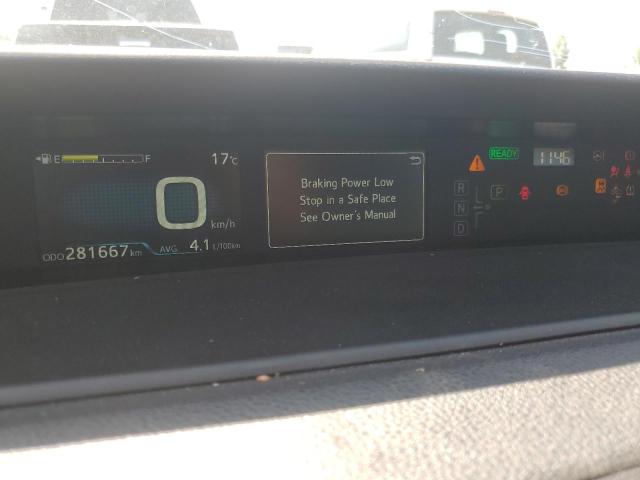 E F 17°C
0 km/h
ODO 281667 km AVG. 4.1 L/100km
Braking Power Low
Stop in a Safe Place
See Owner's Manual
READY 11:46
R P
N
D